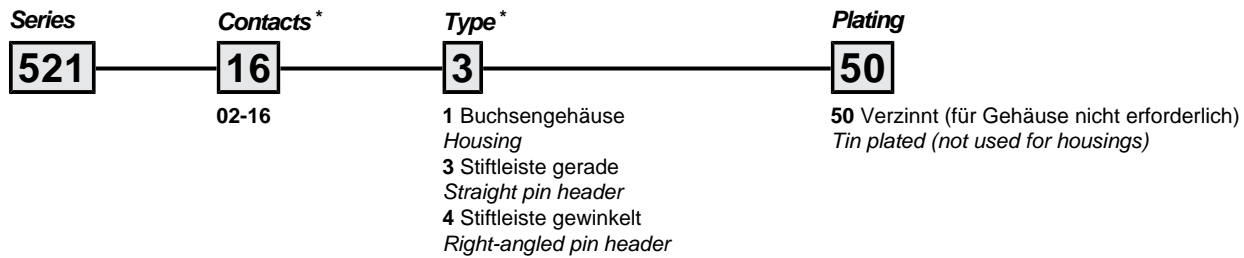 Series Contacts* Type* Plating
521 16 3 50
02-16 1 Buchsengehäuse 50 Verzinnt (für Gehäuse nicht erforderlich)
Housing Tin plated (not used for housings)
3 Stiftleiste gerade
Straight pin header
4 Stiftleiste gewinkelt
Right-angled pin header